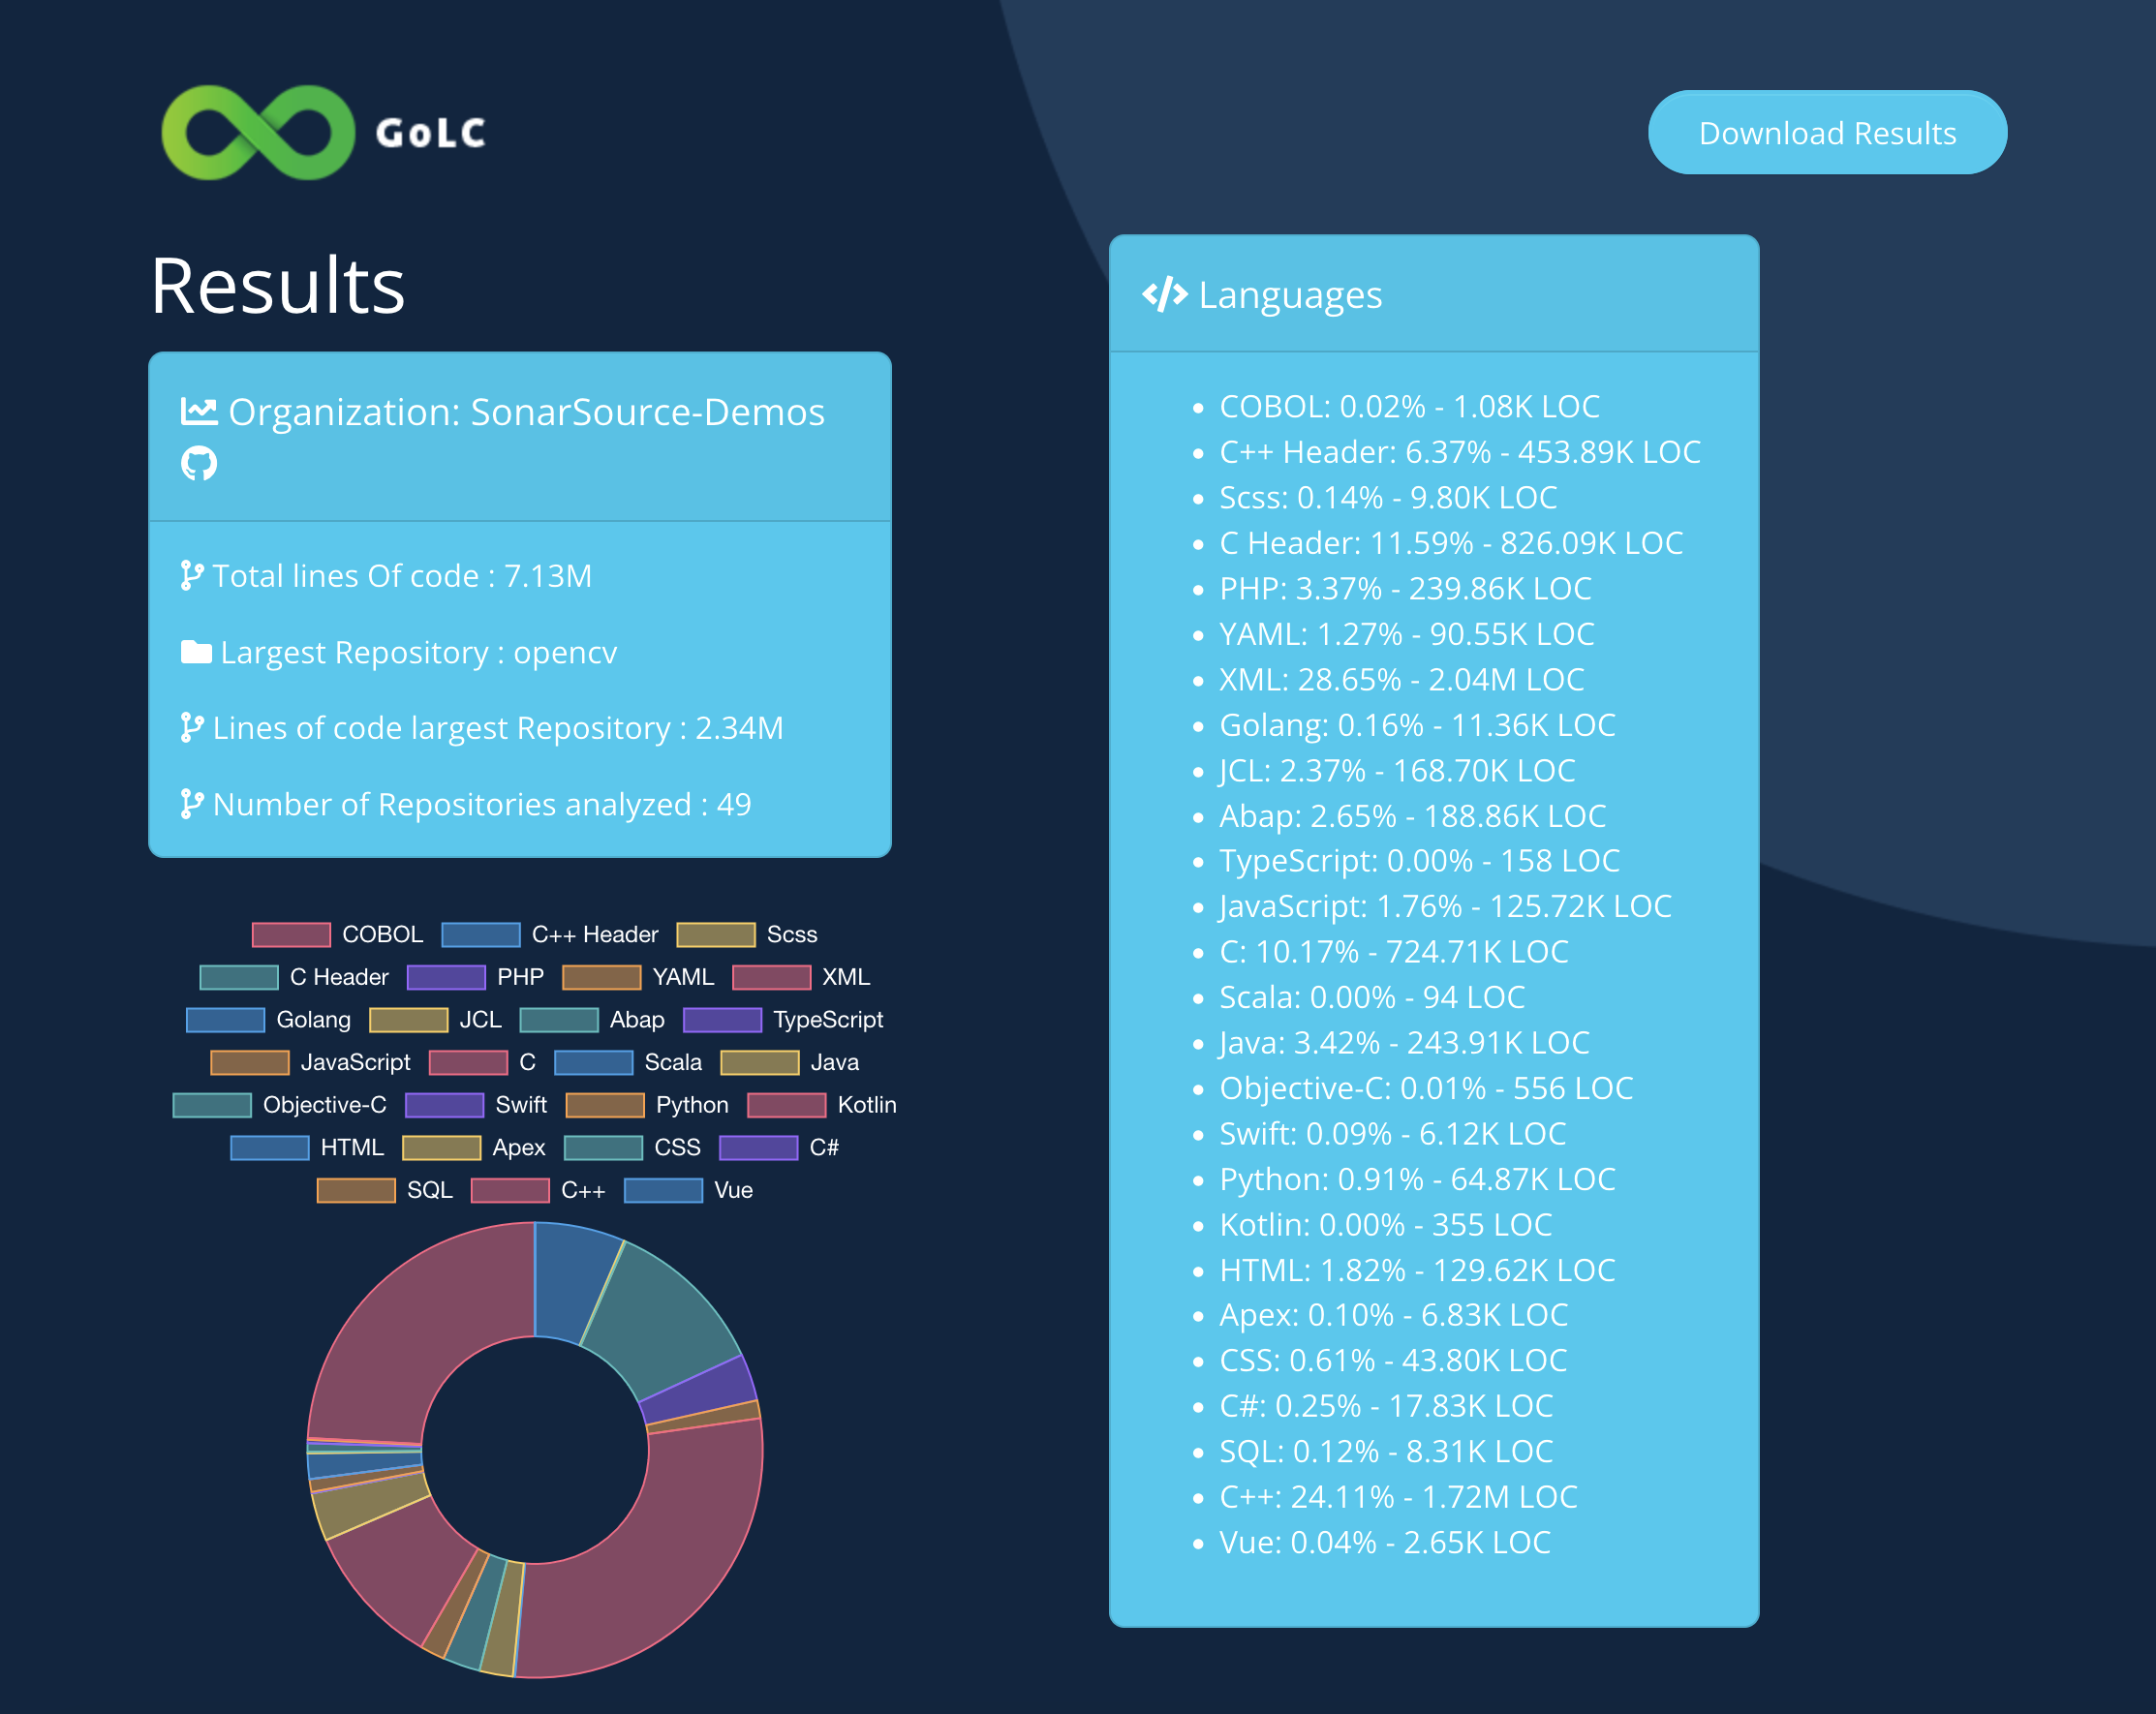 GoLC
Download Results
Results
Organization: SonarSource-Demos
Total lines Of code : 7.13M
Largest Repository : opencv
Lines of code largest Repository : 2.34M
Number of Repositories analyzed : 49
COBOL C++ Header Scss
C Header PHP YAML XML
Golang JCL Abap TypeScript
JavaScript C Scala Java
Objective-C Swift Python Kotlin
HTML Apex CSS C#
SQL C++ Vue
Languages
COBOL: 0.02% - 1.08K LOC
C++ Header: 6.37% - 453.89K LOC
Scss: 0.14% - 9.80K LOC
C Header: 11.59% - 826.09K LOC
PHP: 3.37% - 239.86K LOC
YAML: 1.27% - 90.55K LOC
XML: 28.65% - 2.04M LOC
Golang: 0.16% - 11.36K LOC
JCL: 2.37% - 168.70K LOC
Abap: 2.65% - 188.86K LOC
TypeScript: 0.00% - 158 LOC
JavaScript: 1.76% - 125.72K LOC
C: 10.17% - 724.71K LOC
Scala: 0.00% - 94 LOC
Java: 3.42% - 243.91K LOC
Objective-C: 0.01% - 556 LOC
Swift: 0.09% - 6.12K LOC
Python: 0.91% - 64.87K LOC
Kotlin: 0.00% - 355 LOC
HTML: 1.82% - 129.62K LOC
Apex: 0.10% - 6.83K LOC
CSS: 0.61% - 43.80K LOC
C#: 0.25% - 17.83K LOC
SQL: 0.12% - 8.31K LOC
C++: 24.11% - 1.72M LOC
Vue: 0.04% - 2.65K LOC